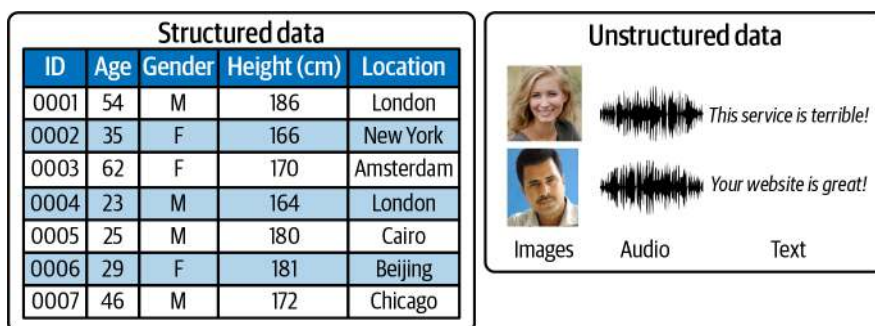 Structured data
ID Age Gender Height (cm) Location
0001 54 M 186 London
0002 35 F 166 New York
0003 62 F 170 Amsterdam
0004 23 M 164 London
0005 25 M 180 Cairo
0006 29 F 181 Beijing
0007 46 M 172 Chicago
Unstructured data
This service is terrible!
Your website is great!
Images Audio Text